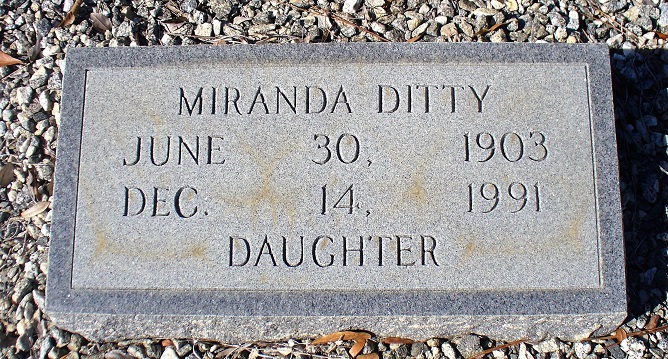 MIRANDA DITTY
JUNE 30, 1903
DEC. 14, 1991
DAUGHTER